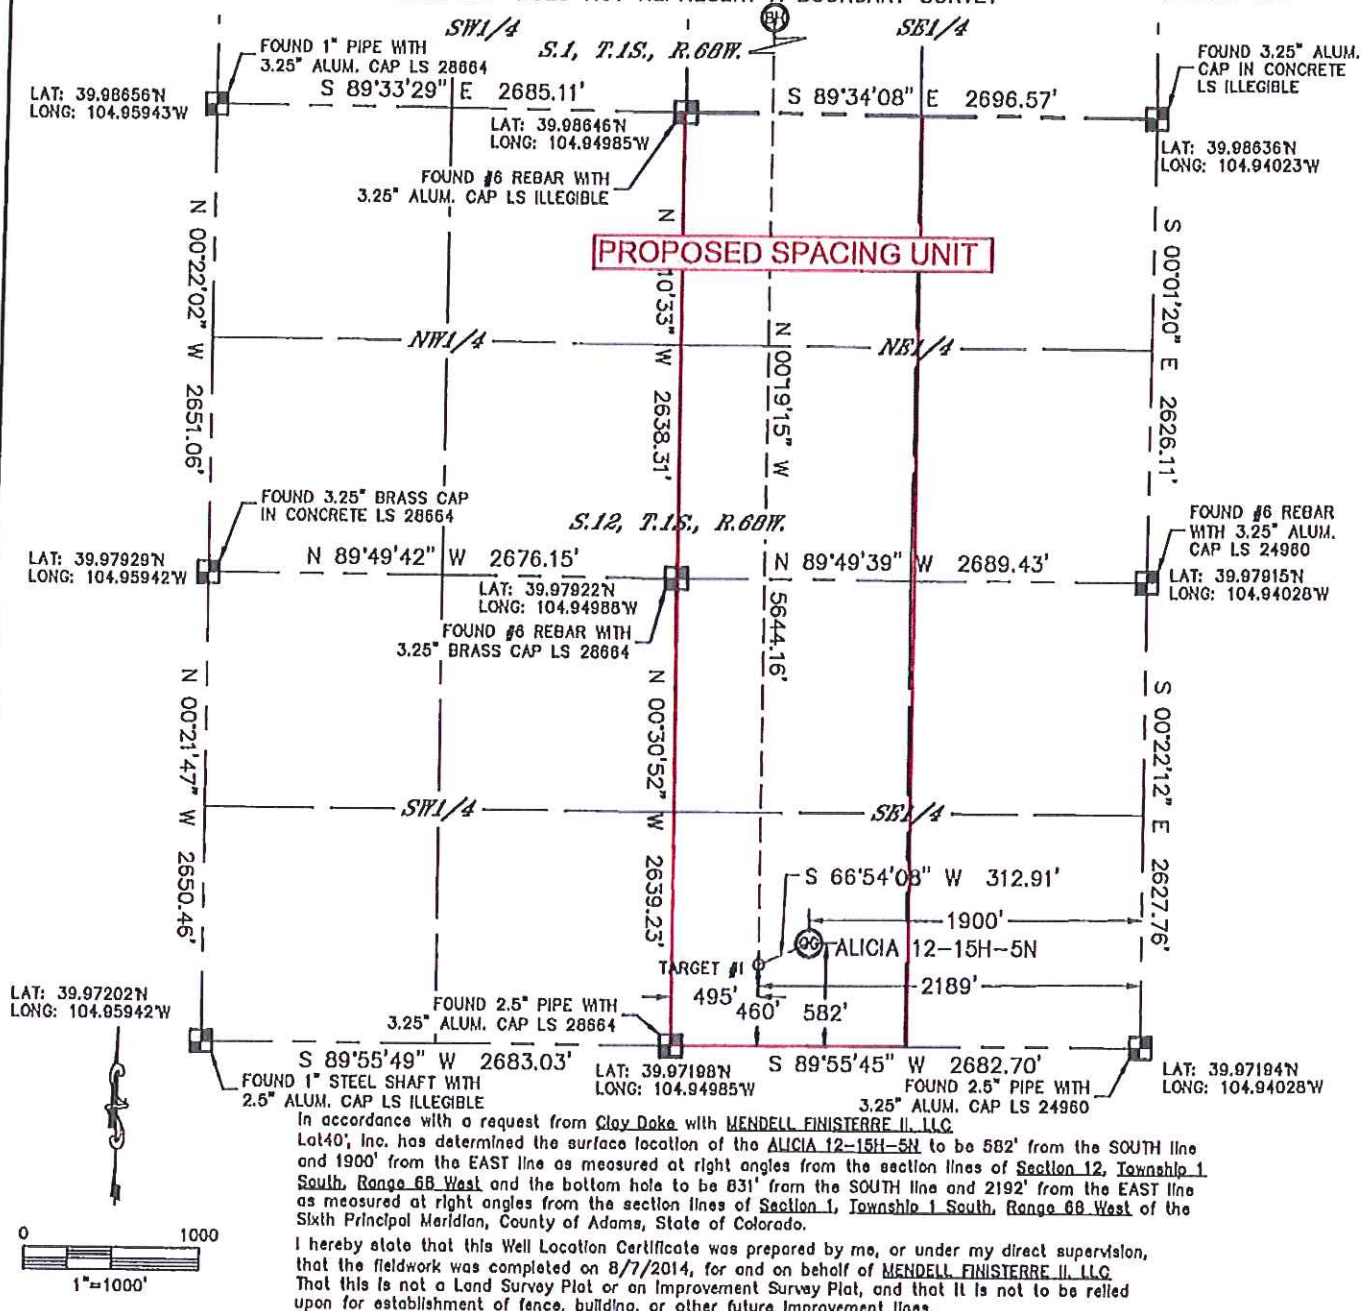 SW1/4
SE1/4
BH
S.1, T.1S., R.68W.
FOUND 1" PIPE WITH
3.25" ALUM. CAP LS 28664
FOUND 3.25" ALUM.
CAP IN CONCRETE
LS ILLEGIBLE
LAT: 39.98656°N
LONG: 104.95943°W
S 89°33'29" E 2685.11'
S 89°34'08" E 2696.57'
LAT: 39.98646°N
LONG: 104.94985°W
LAT: 39.98636°N
LONG: 104.94023°W
FOUND #6 REBAR WITH
3.25" ALUM. CAP LS ILLEGIBLE
PROPOSED SPACING UNIT
N 00°22'02" W 2651.06'
N 10'33" W 2638.31'
N 00°19'15" W 5644.16'
S 00°01'20" E 2626.11'
NW1/4
NE1/4
FOUND 3.25" BRASS CAP
IN CONCRETE LS 28664
S.12, T.1S., R.68W.
FOUND #6 REBAR
WITH 3.25" ALUM.
CAP LS 24960
LAT: 39.97929°N
LONG: 104.95942°W
N 89°49'42" W 2676.15'
N 89°49'39" W 2689.43'
LAT: 39.97922°N
LONG: 104.94988°W
LAT: 39.97915°N
LONG: 104.94028°W
FOUND #6 REBAR WITH
3.25" BRASS CAP LS 28664
N 00°21'47" W 2650.46'
N 00°30'52" W 2639.23'
S 00°22'12" E 2627.76'
SW1/4
SE1/4
S 66°54'08" W 312.91'
1900'
OG
ALICIA 12-15H-5N
TARGET #1
2189'
495'
460'
582'
LAT: 39.97202°N
LONG: 104.95942°W
FOUND 2.5" PIPE WITH
3.25" ALUM. CAP LS 28664
S 89°55'49" W 2683.03'
S 89°55'45" W 2682.70'
FOUND 1" STEEL SHAFT WITH
2.5" ALUM. CAP LS ILLEGIBLE
LAT: 39.97198°N
LONG: 104.94985°W
FOUND 2.5" PIPE WITH
3.25" ALUM. CAP LS 24960
LAT: 39.97194°N
LONG: 104.94028°W
In accordance with a request from Clay Doke with MENDELL FINISTERRE II, LLC
Lat40°, Inc. has determined the surface location of the ALICIA 12-15H-5N to be 582' from the SOUTH line
and 1900' from the EAST line as measured at right angles from the section lines of Section 12, Township 1
South, Range 68 West and the bottom hole to be 831' from the SOUTH line and 2192' from the EAST line
as measured at right angles from the section lines of Section 1, Township 1 South, Range 68 West of the
Sixth Principal Meridian, County of Adams, State of Colorado.
0 1000
1"=1000'
I hereby state that this Well Location Certificate was prepared by me, or under my direct supervision,
that the fieldwork was completed on 8/7/2014, for and on behalf of MENDELL FINISTERRE II, LLC
That this is not a Land Survey Plat or an Improvement Survey Plat, and that it is not to be relied
upon for establishment of fence, building, or other future improvement lines.